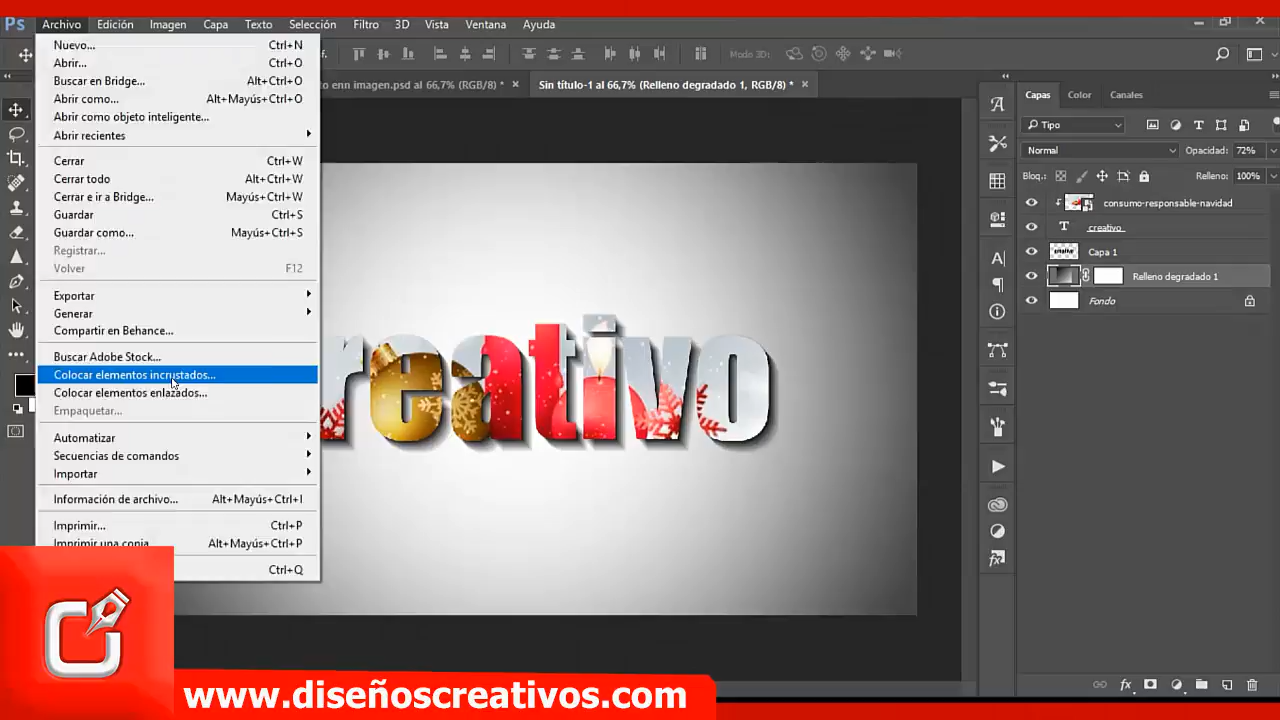 Ps Archivo Edición Imagen Capa Texto Selección Filtro 3D Vista Ventana Ayuda
Modo 3D:
to enn imagen.psd al 66,7% (RGB/8) * Sin título-1 al 66,7% (Relleno degradado 1, RGB/8) *
Nuevo... Ctrl+N
Abrir... Ctrl+O
Buscar en Bridge... Alt+Ctrl+O
Abrir como... Alt+Mayús+Ctrl+O
Abrir como objeto inteligente...
Abrir recientes
Cerrar Ctrl+W
Cerrar todo Alt+Ctrl+W
Cerrar e ir a Bridge... Mayús+Ctrl+W
Guardar Ctrl+S
Guardar como... Mayús+Ctrl+S
Registrar...
Volver F12
Exportar
Generar
Compartir en Behance...
Buscar Adobe Stock...
Colocar elementos incrustados...
Colocar elementos enlazados...
Empaquetar...
Automatizar
Secuencias de comandos
Importar
Información de archivo... Alt+Mayús+Ctrl+I
Imprimir... Ctrl+P
Imprimir una copia Alt+Mayús+Ctrl+P
Ctrl+Q
reativo
Capas Color Canales
Tipo
Normal Opacidad: 72%
Bloq.: Relleno: 100%
consumo-responsable-navidad
T creativo
Capa 1
Relleno degradado 1
Fondo
www.diseñoscreativos.com